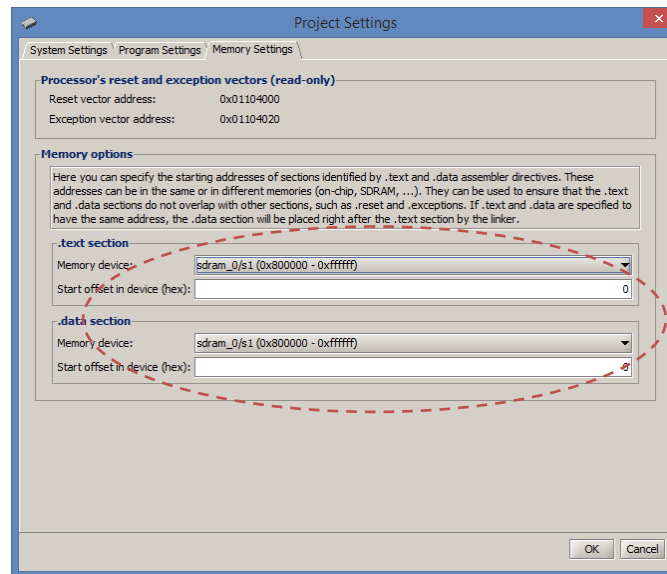 Project Settings
System Settings Program Settings Memory Settings
Processor's reset and exception vectors (read-only)
Reset vector address: 0x01104000
Exception vector address: 0x01104020
Memory options
Here you can specify the starting addresses of sections identified by .text and .data assembler directives. These
addresses can be in the same or in different memories (on-chip, SDRAM, ...). They can be used to ensure that the .text
and .data sections do not overlap with other sections, such as .reset and .exceptions. If .text and .data are specified to
have the same address, the .data section will be placed right after the .text section by the linker.
.text section
Memory device: sdram_0/s1 (0x800000 - 0xffffff)
Start offset in device (hex): 0
.data section
Memory device: sdram_0/s1 (0x800000 - 0xffffff)
Start offset in device (hex): 0
OK Cancel